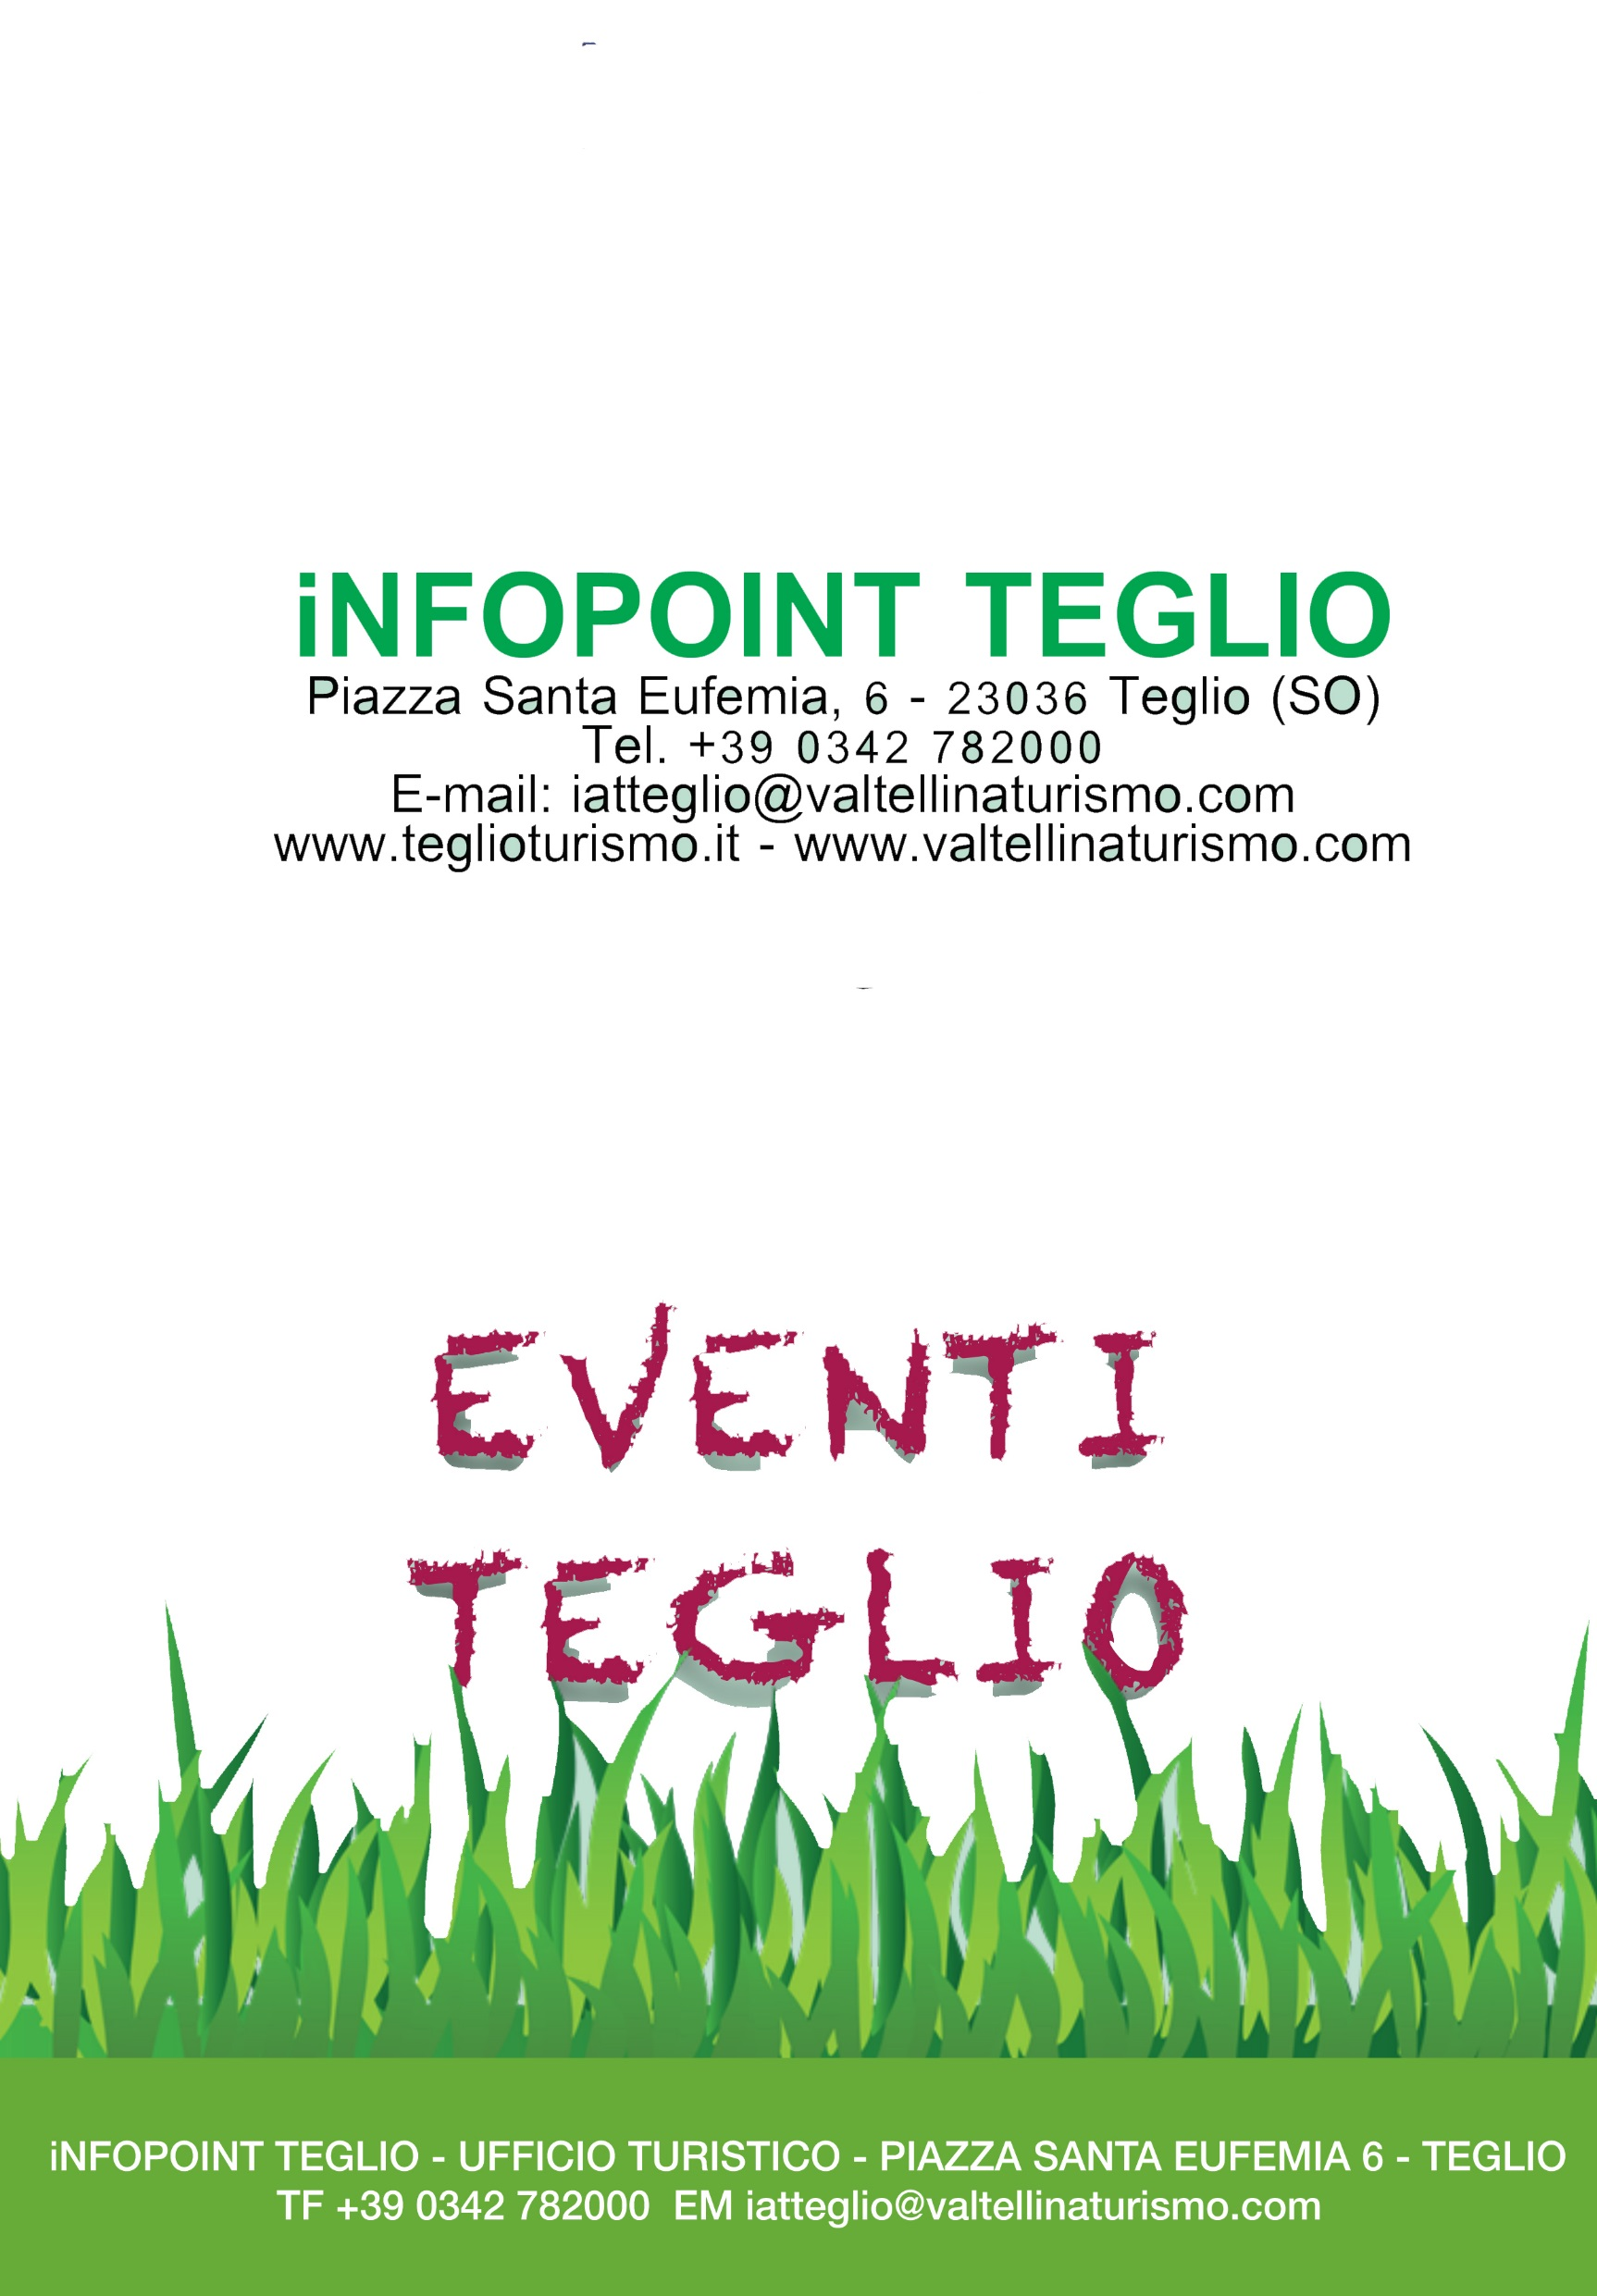 iNFOPOINT TEGLIO
Piazza Santa Eufemia, 6 - 23036 Teglio (SO)
Tel. +39 0342 782000
E-mail: iatteglio@valtellinaturismo.com
www.teglioturismo.it - www.valtellinaturismo.com
EVENTI
TEGLIO
iNFOPOINT TEGLIO - UFFICIO TURISTICO - PIAZZA SANTA EUFEMIA 6 - TEGLIO
TF +39 0342 782000 EM iatteglio@valtellinaturismo.com